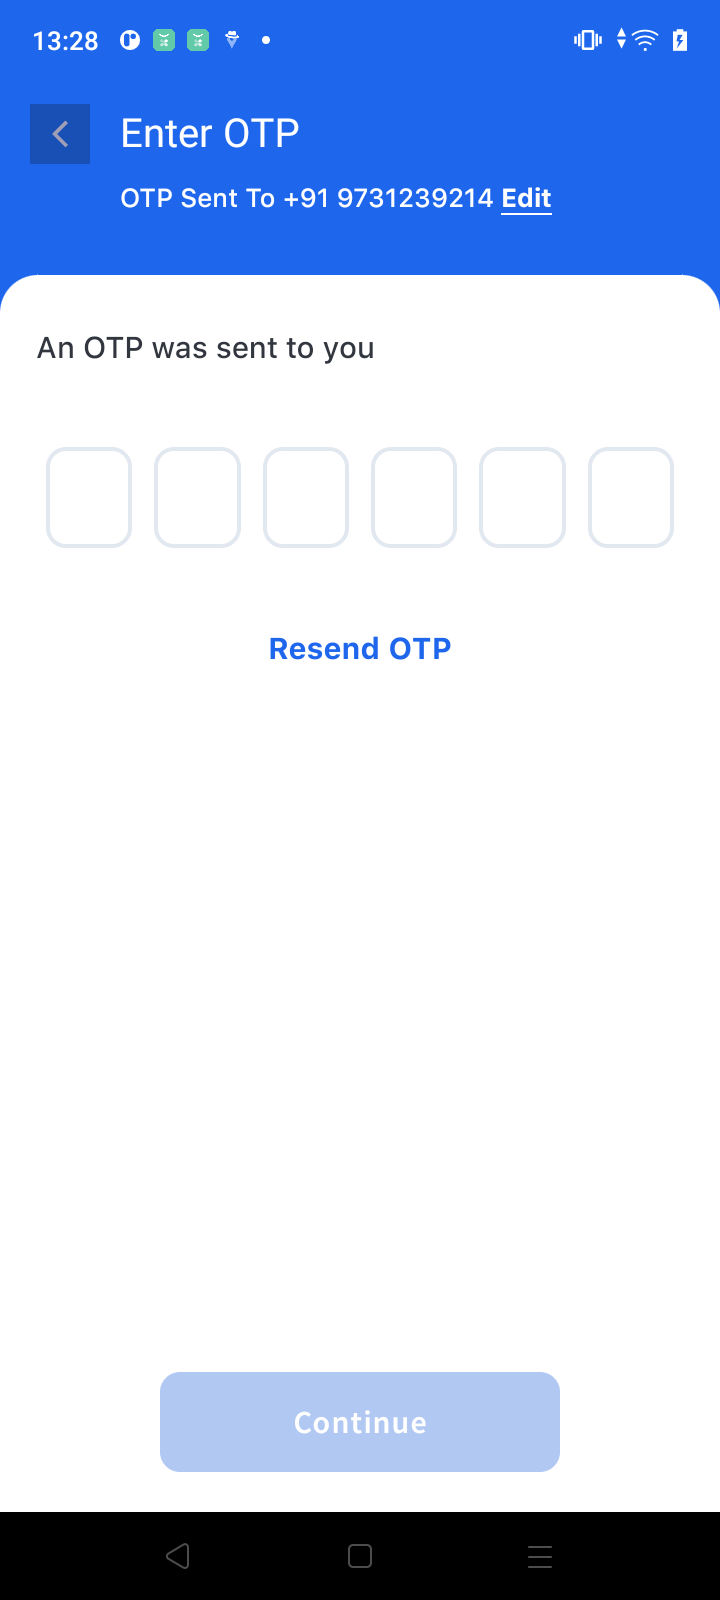 13:28
Enter OTP
OTP Sent To +91 9731239214 Edit
An OTP was sent to you
Resend OTP
Continue